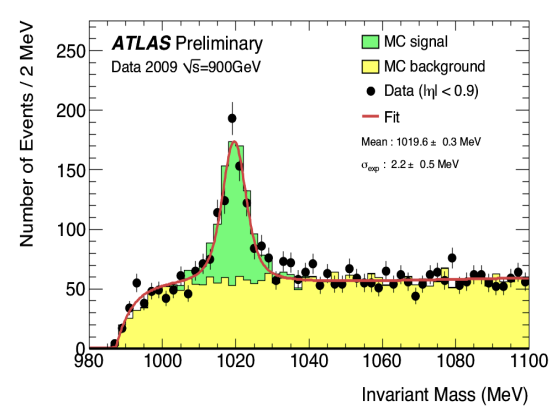 ATLAS Preliminary
Data 2009 √s=900GeV
MC signal
MC background
Data (|η| < 0.9)
Fit
Mean : 1019.6 ± 0.3 MeV
σexp : 2.2 ± 0.5 MeV
Number of Events / 2 MeV
250
200
150
100
50
0
980 1000 1020 1040 1060 1080 1100
Invariant Mass (MeV)